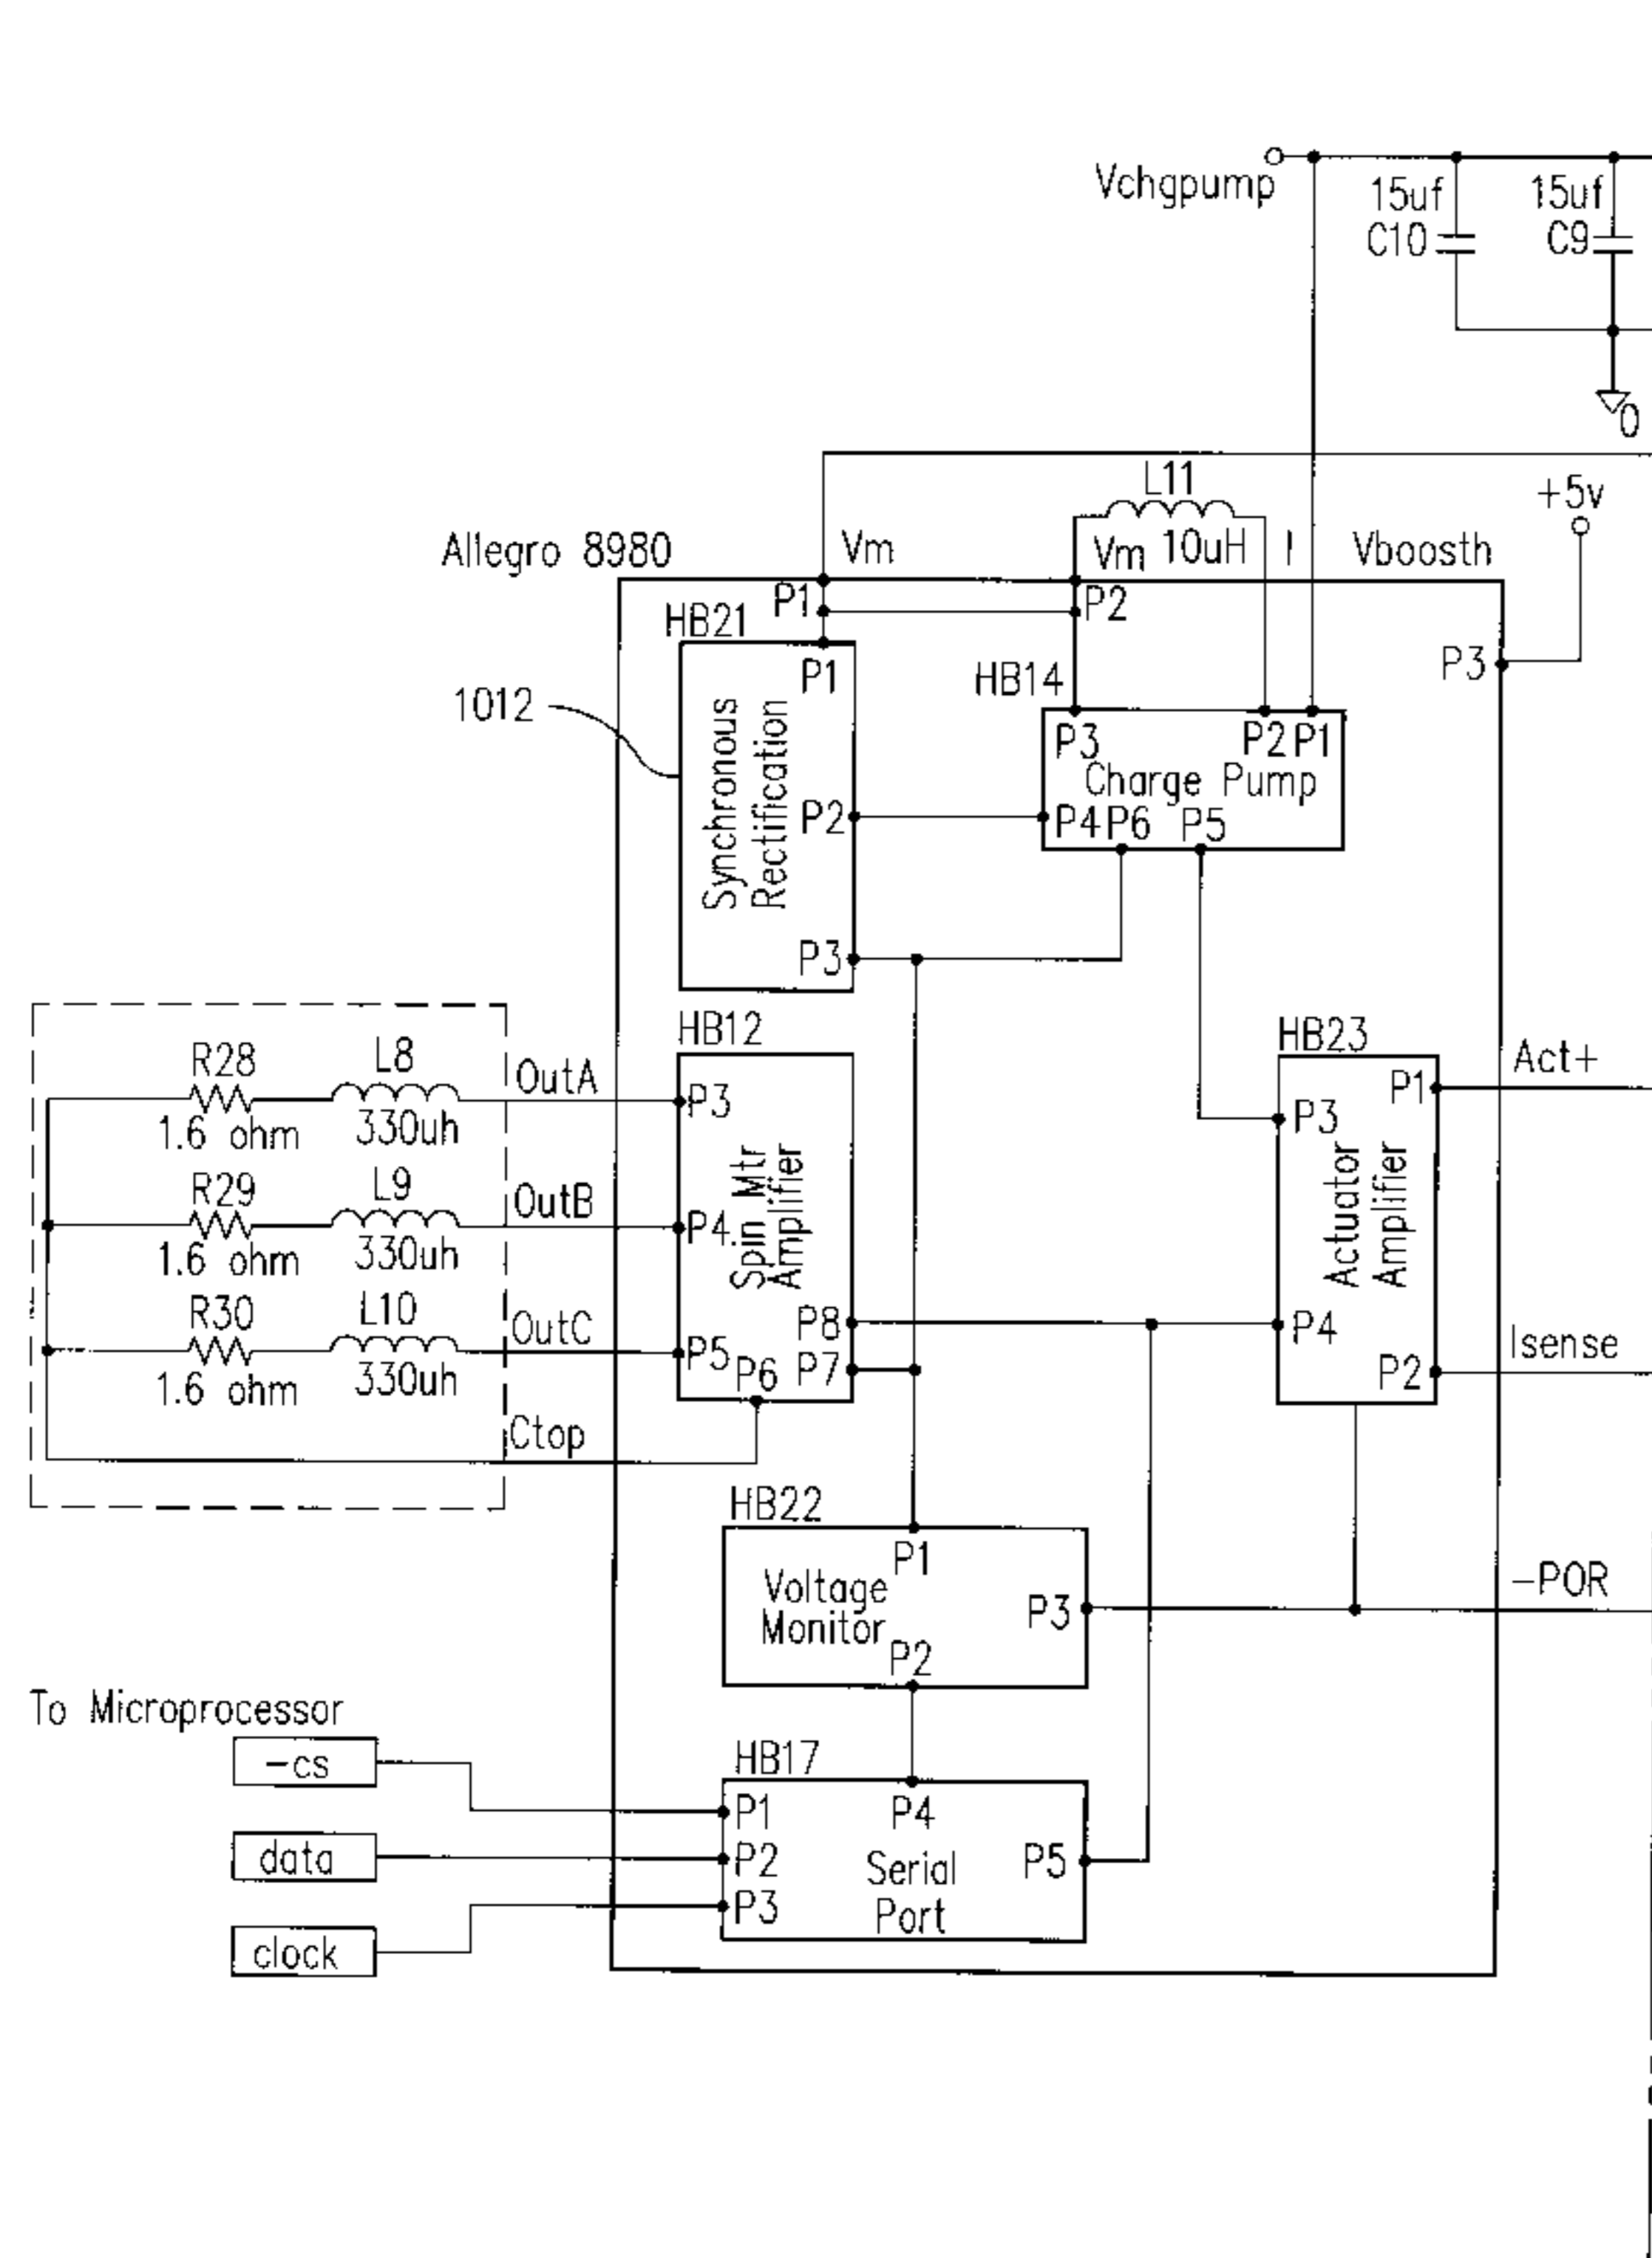 Vchgpump
15uf
C10
15uf
C9
0
+5v
L11
10uH
Allegro 8980
Vm
Vm
Vboosth
P1
P2
P3
HB21
P1
1012
Synchronous
Rectification
P2
P3
HB14
P3
P2 P1
Charge Pump
P4 P6 P5
HB12
P3
P4
P5
P6
P7
P8
Spin Mtr
Amplifier
HB23
P1
P3
Actuator
Amplifier
P4
P2
Act+
Isense
R28
1.6 ohm
L8
330uh
OutA
R29
1.6 ohm
L9
330uh
OutB
R30
1.6 ohm
L10
330uh
OutC
Ctop
HB22
P1
Voltage
Monitor
P3
P2
-POR
To Microprocessor
-cs
data
clock
HB17
P1
P2
P3
P4
Serial
Port
P5